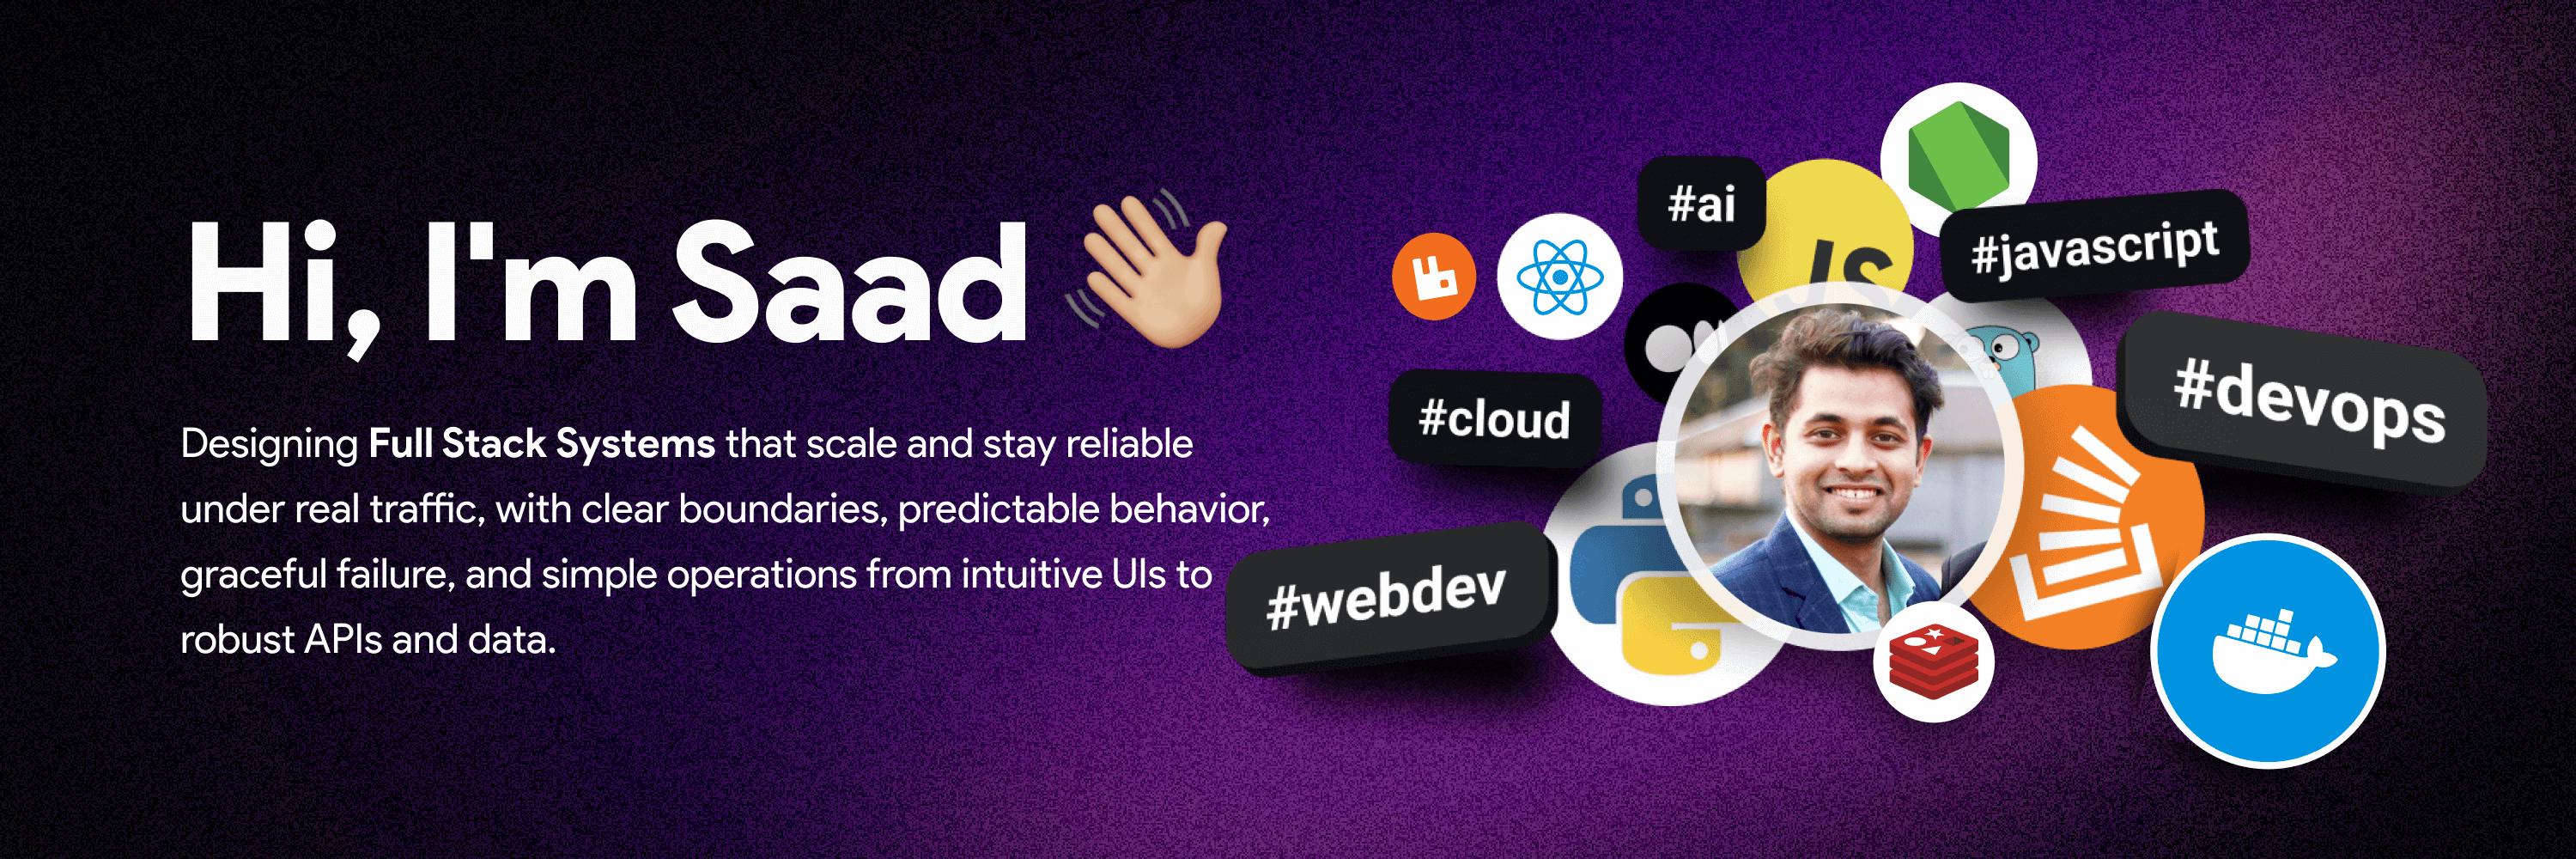 Hi, I'm Saad
Designing Full Stack Systems that scale and stay reliable
under real traffic, with clear boundaries, predictable behavior,
graceful failure, and simple operations from intuitive UIs to
robust APIs and data.
#ai
JS
#javascript
#cloud
#devops
#webdev